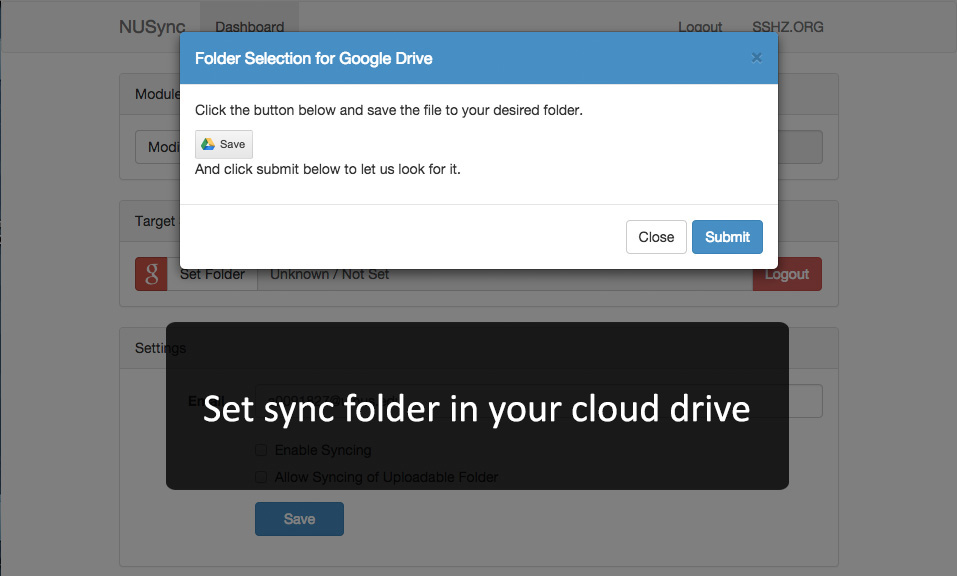 NUSync Dashboard Logout SSHZ.ORG
Folder Selection for Google Drive ×
Module
Click the button below and save the file to your desired folder.
Save
Modi
And click submit below to let us look for it.
Target
Close Submit
g Set Folder Unknown / Not Set Logout
Settings
Set sync folder in your cloud drive
Enable Syncing
Allow Syncing of Uploadable Folder
Save